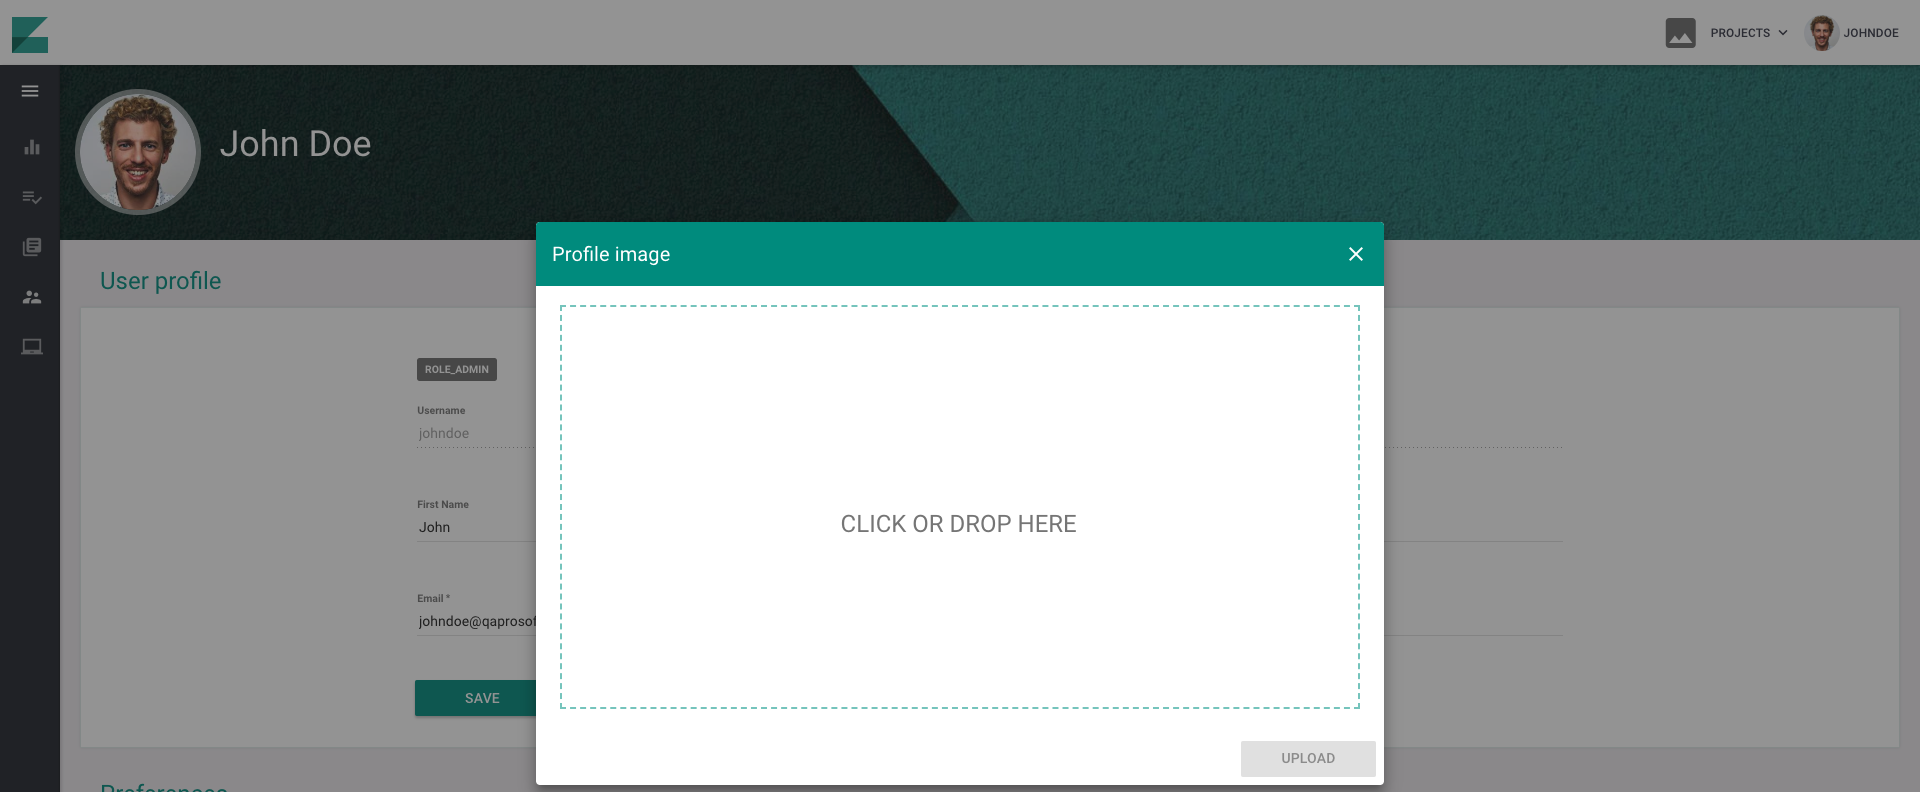 PROJECTS
JOHNDOE
John Doe
Profile image
User profile
ROLE_ADMIN
Username
johndoe
First Name
John
CLICK OR DROP HERE
Email *
johndoe@qaprosof
SAVE
UPLOAD
Preferences